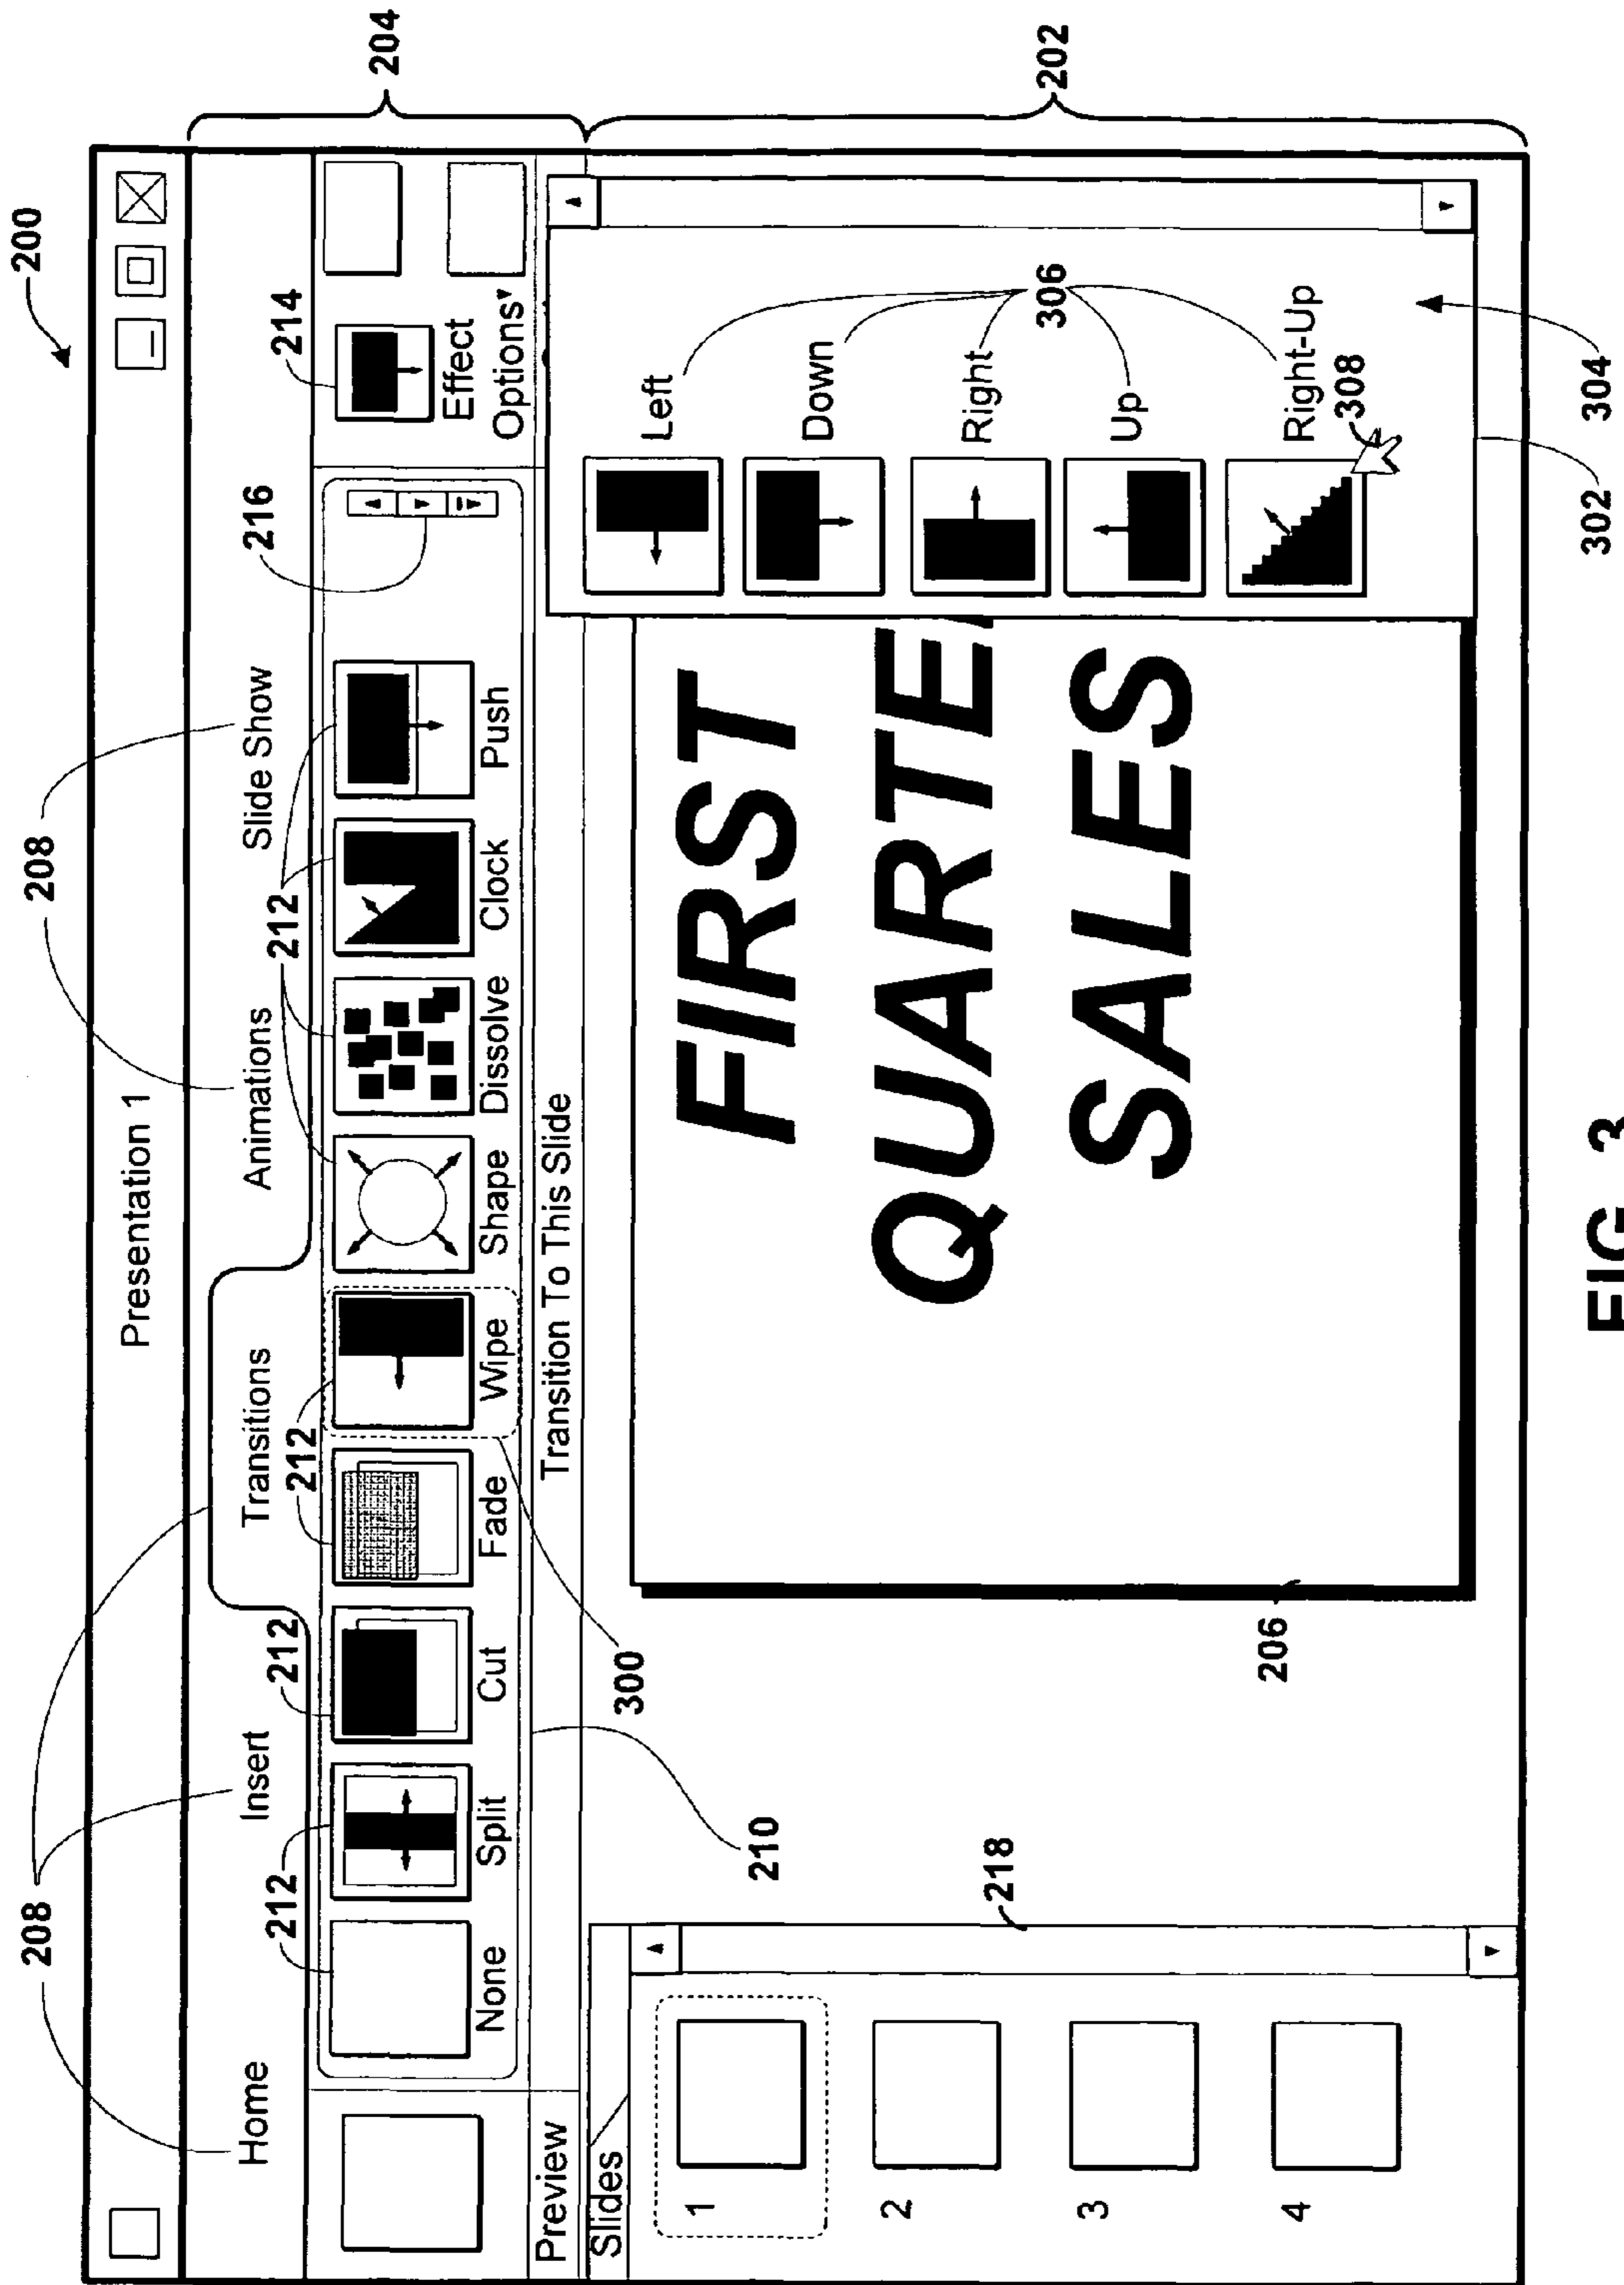 200
Presentation 1
208
208
Home
Insert
Transitions
Animations
Slide Show
204
212
212
212
212
216
214
None
Split
Cut
Fade
Wipe
Shape
Dissolve
Clock
Push
Effect
Options
Preview
Transition To This Slide
Slides
300
210
218
206
1
2
3
4
FIRST
QUARTE
SALES
Left
Down
Right
Up
Right-Up
306
308
202
302
304
FIG. 3